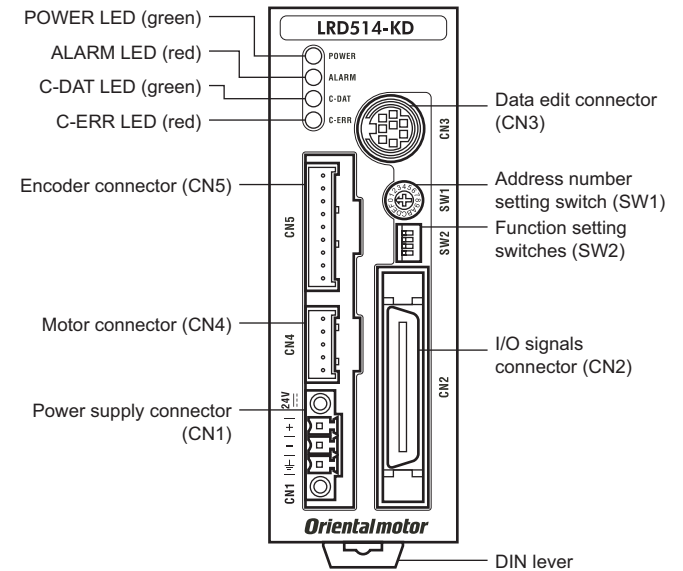 LRD514-KD
POWER LED (green)
ALARM LED (red)
C-DAT LED (green)
C-ERR LED (red)
POWER
ALARM
C-DAT
C-ERR
Data edit connector
(CN3)
CN3
Encoder connector (CN5)
CN5
Address number
setting switch (SW1)
SW1
Function setting
switches (SW2)
SW2
Motor connector (CN4)
CN4
I/O signals
connector (CN2)
CN2
Power supply connector
(CN1)
CN1 | | - | + | 24V
Orientalmotor
DIN lever